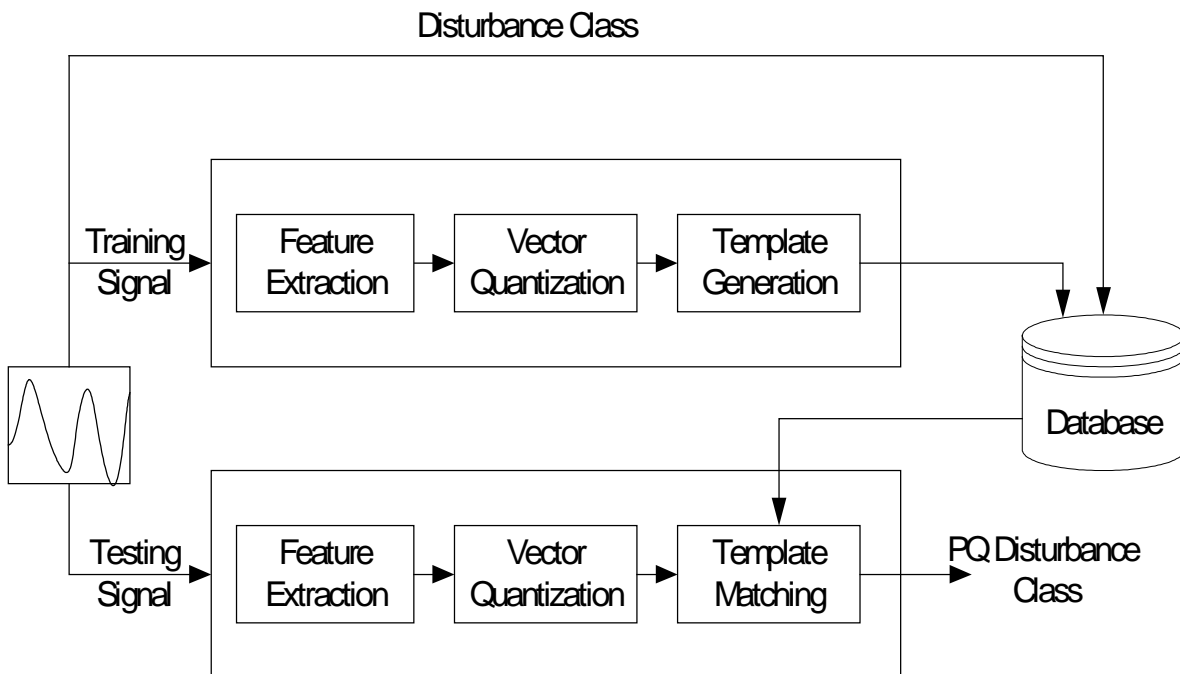 Disturbance Class
Training
Signal
Feature
Extraction
Vector
Quantization
Template
Generation
Database
Testing
Signal
Feature
Extraction
Vector
Quantization
Template
Matching
PQ Disturbance
Class